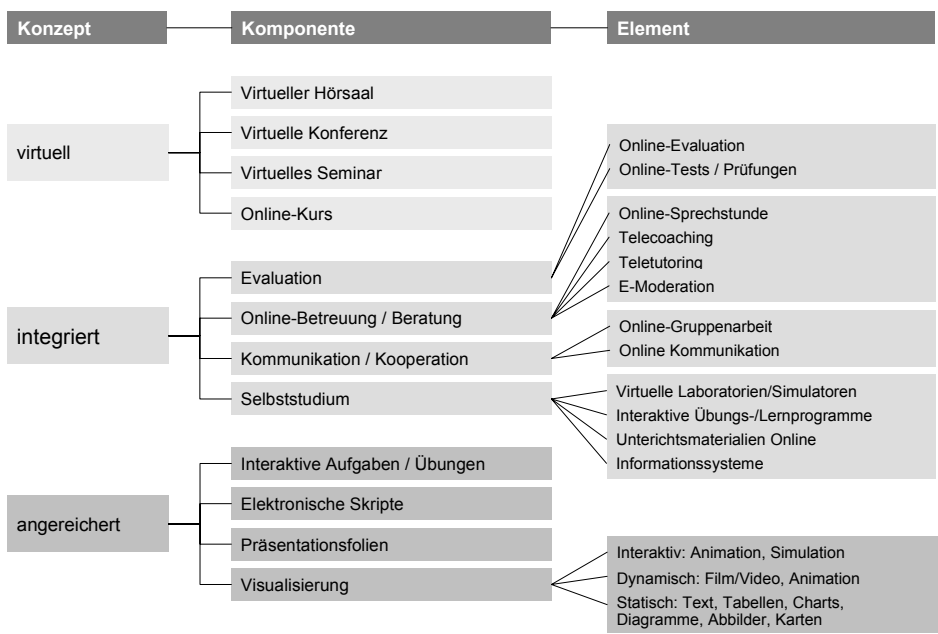 Konzept
Komponente
Element
virtuell
Virtueller Hörsaal
Virtuelle Konferenz
Virtuelles Seminar
Online-Kurs
integriert
Evaluation
Online-Betreuung / Beratung
Kommunikation / Kooperation
Selbststudium
Online-Evaluation
Online-Tests / Prüfungen
Online-Sprechstunde
Telecoaching
Teletutoring
E-Moderation
Online-Gruppenarbeit
Online Kommunikation
Virtuelle Laboratorien/Simulatoren
Interaktive Übungs-/Lernprogramme
Unterichtsmaterialien Online
Informationssysteme
angereichert
Interaktive Aufgaben / Übungen
Elektronische Skripte
Präsentationsfolien
Visualisierung
Interaktiv: Animation, Simulation
Dynamisch: Film/Video, Animation
Statisch: Text, Tabellen, Charts,
Diagramme, Abbilder, Karten